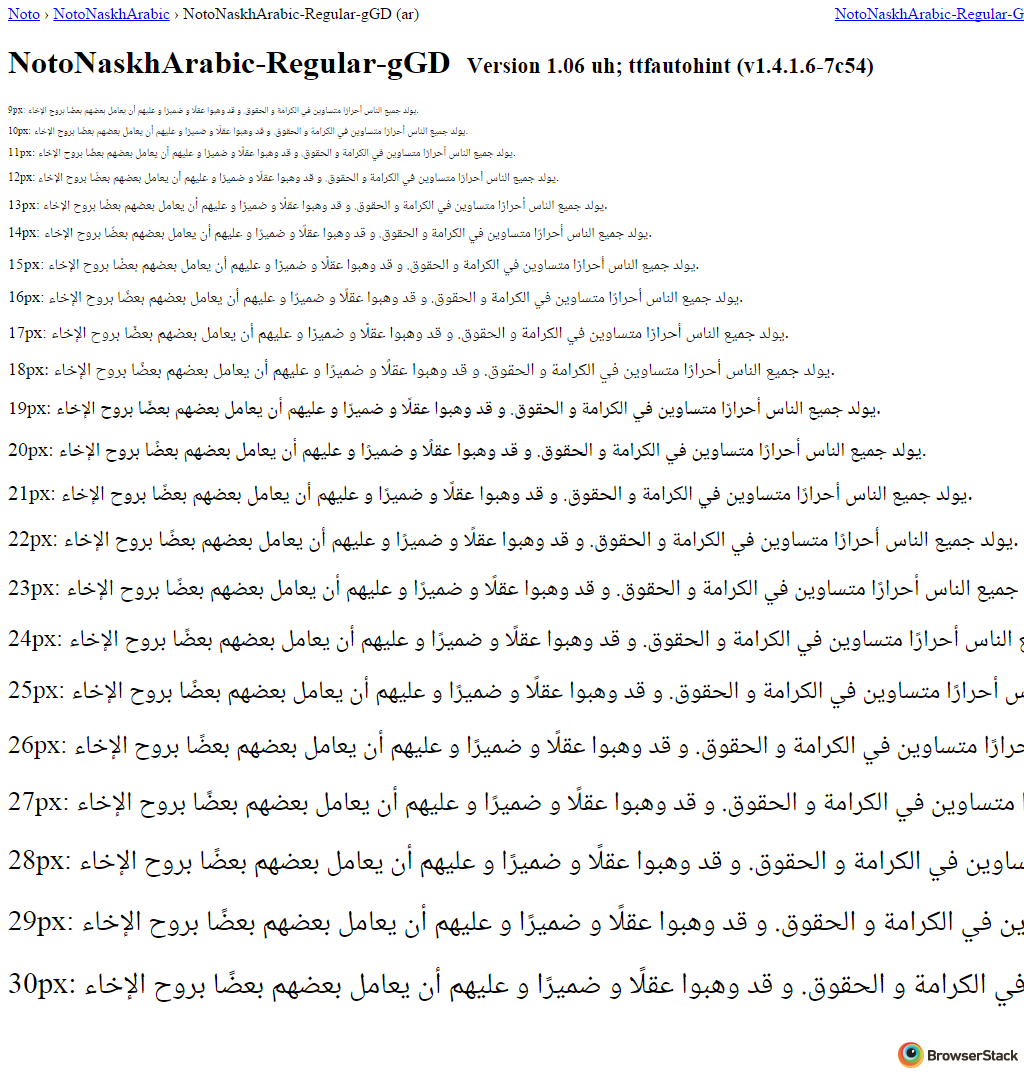 Noto › NotoNaskhArabic › NotoNaskhArabic-Regular-gGD (ar)
NotoNaskhArabic-Regular-G
NotoNaskhArabic-Regular-gGD Version 1.06 uh; ttfautohint (v1.4.1.6-7c54)
9px: يولد جميع الناس أحرارًا متساوين في الكرامة و الحقوق. و قد وهبوا عقلًا و ضميرًا و عليهم أن يعامل بعضهم بعضًا بروح الإخاء.
10px: يولد جميع الناس أحرارًا متساوين في الكرامة و الحقوق. و قد وهبوا عقلًا و ضميرًا و عليهم أن يعامل بعضهم بعضًا بروح الإخاء.
11px: يولد جميع الناس أحرارًا متساوين في الكرامة و الحقوق. و قد وهبوا عقلًا و ضميرًا و عليهم أن يعامل بعضهم بعضًا بروح الإخاء.
12px: يولد جميع الناس أحرارًا متساوين في الكرامة و الحقوق. و قد وهبوا عقلًا و ضميرًا و عليهم أن يعامل بعضهم بعضًا بروح الإخاء.
13px: يولد جميع الناس أحرارًا متساوين في الكرامة و الحقوق. و قد وهبوا عقلًا و ضميرًا و عليهم أن يعامل بعضهم بعضًا بروح الإخاء.
14px: يولد جميع الناس أحرارًا متساوين في الكرامة و الحقوق. و قد وهبوا عقلًا و ضميرًا و عليهم أن يعامل بعضهم بعضًا بروح الإخاء.
15px: يولد جميع الناس أحرارًا متساوين في الكرامة و الحقوق. و قد وهبوا عقلًا و ضميرًا و عليهم أن يعامل بعضهم بعضًا بروح الإخاء.
16px: يولد جميع الناس أحرارًا متساوين في الكرامة و الحقوق. و قد وهبوا عقلًا و ضميرًا و عليهم أن يعامل بعضهم بعضًا بروح الإخاء.
17px: يولد جميع الناس أحرارًا متساوين في الكرامة و الحقوق. و قد وهبوا عقلًا و ضميرًا و عليهم أن يعامل بعضهم بعضًا بروح الإخاء.
18px: يولد جميع الناس أحرارًا متساوين في الكرامة و الحقوق. و قد وهبوا عقلًا و ضميرًا و عليهم أن يعامل بعضهم بعضًا بروح الإخاء.
19px: يولد جميع الناس أحرارًا متساوين في الكرامة و الحقوق. و قد وهبوا عقلًا و ضميرًا و عليهم أن يعامل بعضهم بعضًا بروح الإخاء.
20px: يولد جميع الناس أحرارًا متساوين في الكرامة و الحقوق. و قد وهبوا عقلًا و ضميرًا و عليهم أن يعامل بعضهم بعضًا بروح الإخاء.
21px: يولد جميع الناس أحرارًا متساوين في الكرامة و الحقوق. و قد وهبوا عقلًا و ضميرًا و عليهم أن يعامل بعضهم بعضًا بروح الإخاء.
22px: يولد جميع الناس أحرارًا متساوين في الكرامة و الحقوق. و قد وهبوا عقلًا و ضميرًا و عليهم أن يعامل بعضهم بعضًا بروح الإخاء.
23px: جميع الناس أحرارًا متساوين في الكرامة و الحقوق. و قد وهبوا عقلًا و ضميرًا و عليهم أن يعامل بعضهم بعضًا بروح الإخاء
24px: الناس أحرارًا متساوين في الكرامة و الحقوق. و قد وهبوا عقلًا و ضميرًا و عليهم أن يعامل بعضهم بعضًا بروح الإخاء
25px: أحرارًا متساوين في الكرامة و الحقوق. و قد وهبوا عقلًا و ضميرًا و عليهم أن يعامل بعضهم بعضًا بروح الإخاء
26px: متساوين في الكرامة و الحقوق. و قد وهبوا عقلًا و ضميرًا و عليهم أن يعامل بعضهم بعضًا بروح الإخاء
27px: متساوين في الكرامة و الحقوق. و قد وهبوا عقلًا و ضميرًا و عليهم أن يعامل بعضهم بعضًا بروح الإخاء
28px: في الكرامة و الحقوق. و قد وهبوا عقلًا و ضميرًا و عليهم أن يعامل بعضهم بعضًا بروح الإخاء
29px: في الكرامة و الحقوق. و قد وهبوا عقلًا و ضميرًا و عليهم أن يعامل بعضهم بعضًا بروح الإخاء
30px: في الكرامة و الحقوق. و قد وهبوا عقلًا و ضميرًا و عليهم أن يعامل بعضهم بعضًا بروح الإخاء
BrowserStack